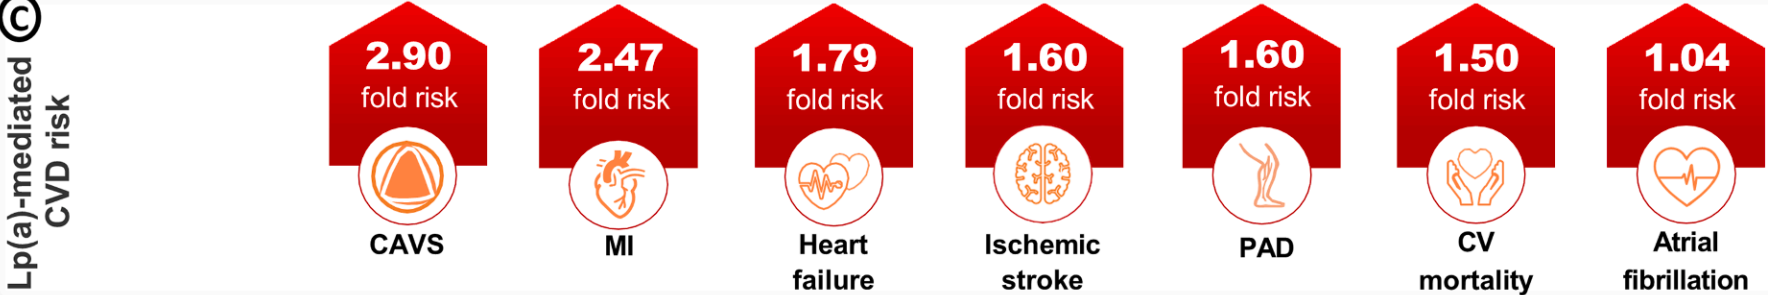 C
Lp(a)-mediated
CVD risk
2.90
fold risk
CAVS
2.47
fold risk
MI
1.79
fold risk
Heart
failure
1.60
fold risk
Ischemic
stroke
1.60
fold risk
PAD
1.50
fold risk
CV
mortality
1.04
fold risk
Atrial
fibrillation